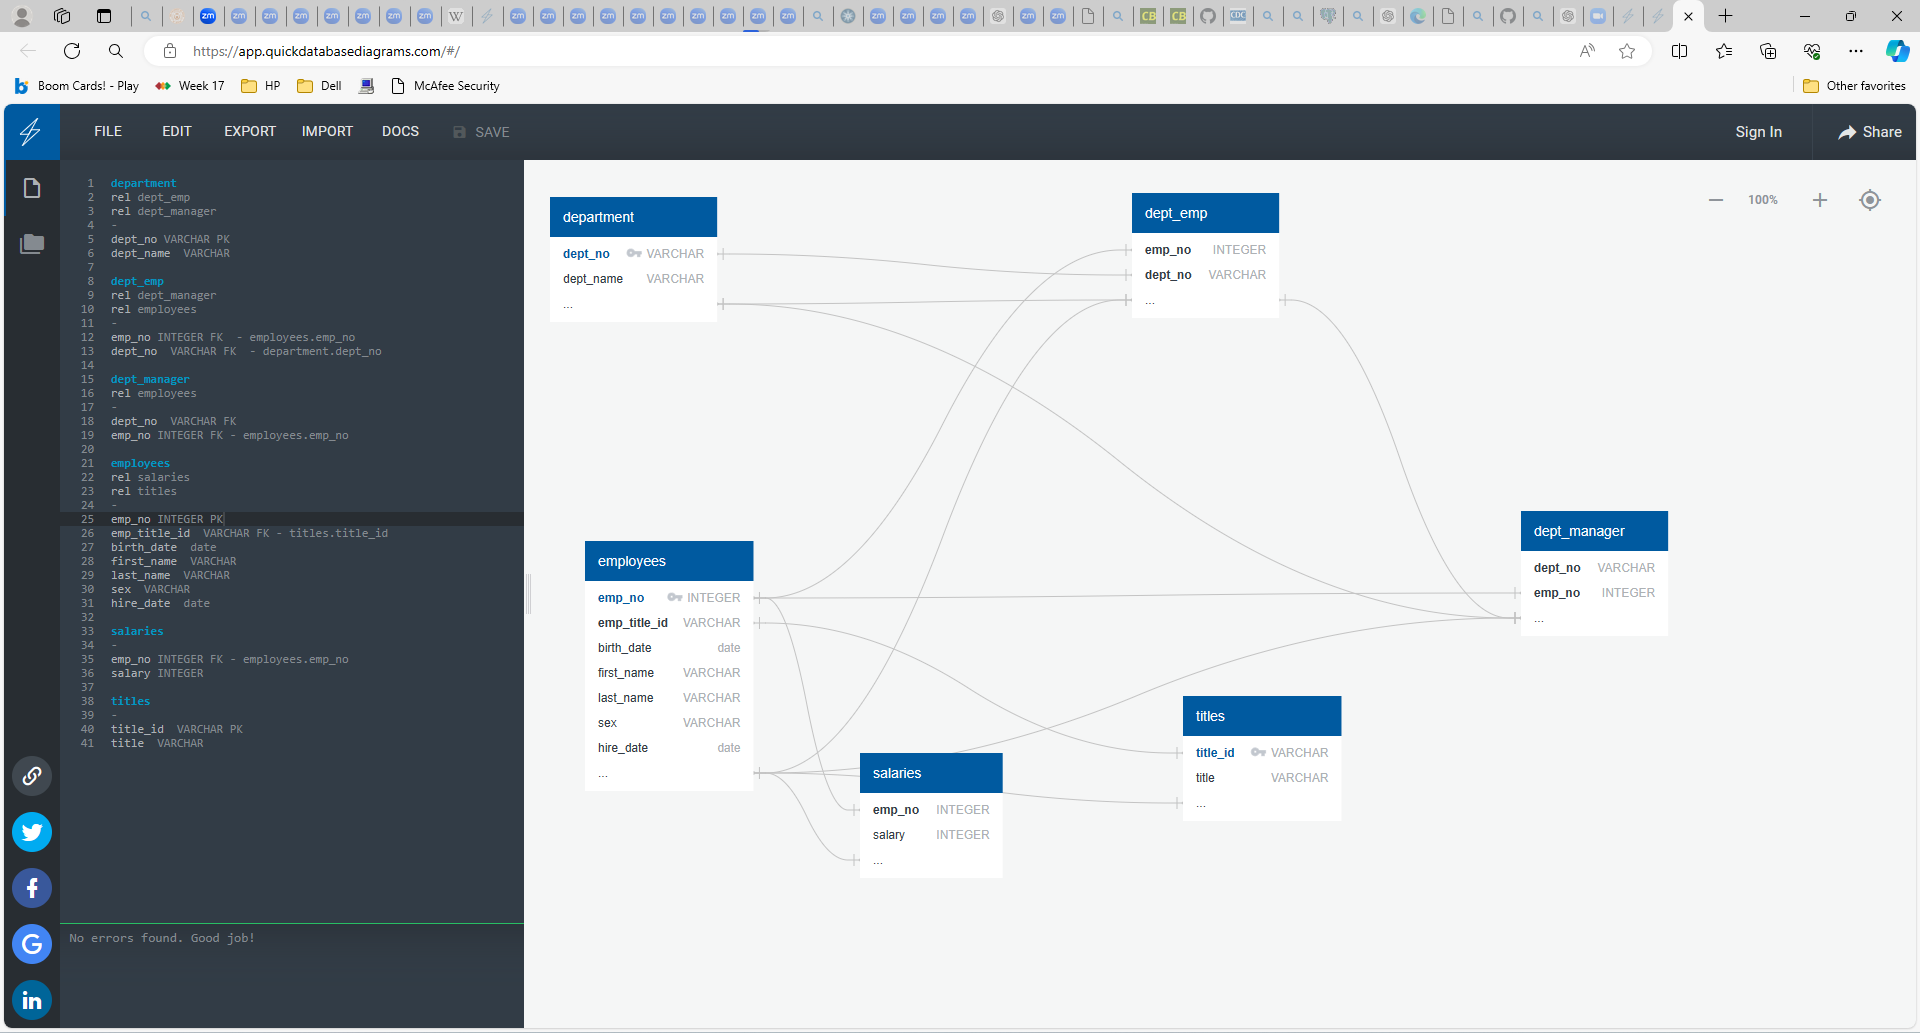 https://app.quickdatabasediagrams.com/#/
Boom Cards! - Play
Week 17
HP
Dell
McAfee Security
Other favorites
FILE
EDIT
EXPORT
IMPORT
DOCS
SAVE
Sign In
Share
1 department
2 rel dept_emp
3 rel dept_manager
4 -
5 dept_no VARCHAR PK
6 dept_name  VARCHAR
7
8 dept_emp
9 rel dept_manager
10 rel employees
11 -
12 emp_no INTEGER FK  - employees.emp_no
13 dept_no  VARCHAR FK  - department.dept_no
14
15 dept_manager
16 rel employees
17 -
18 dept_no  VARCHAR FK
19 emp_no INTEGER FK - employees.emp_no
20
21 employees
22 rel salaries
23 rel titles
24 -
25 emp_no INTEGER PK
26 emp_title_id  VARCHAR FK - titles.title_id
27 birth_date  date
28 first_name  VARCHAR
29 last_name  VARCHAR
30 sex  VARCHAR
31 hire_date  date
32
33 salaries
34 -
35 emp_no INTEGER FK - employees.emp_no
36 salary INTEGER
37
38 titles
39 -
40 title_id  VARCHAR PK
41 title  VARCHAR
No errors found. Good job!
100%
department
dept_no VARCHAR
dept_name VARCHAR
...
dept_emp
emp_no INTEGER
dept_no VARCHAR
...
employees
emp_no INTEGER
emp_title_id VARCHAR
birth_date date
first_name VARCHAR
last_name VARCHAR
sex VARCHAR
hire_date date
...
dept_manager
dept_no VARCHAR
emp_no INTEGER
...
titles
title_id VARCHAR
title VARCHAR
...
salaries
emp_no INTEGER
salary INTEGER
...